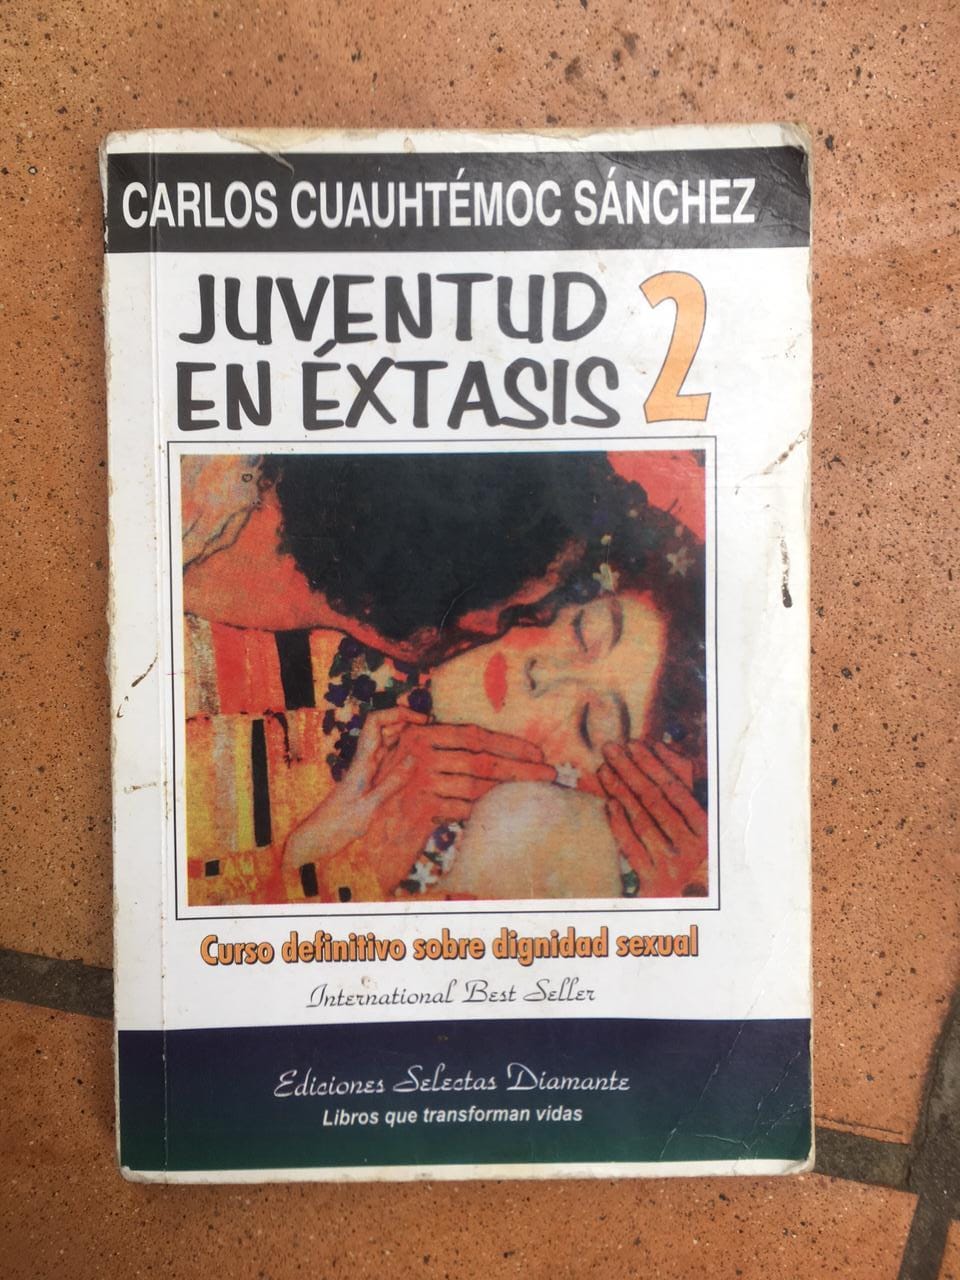 CARLOS CUAUHTÉMOC SÁNCHEZ
JUVENTUD
EN ÉXTASIS 2
Curso definitivo sobre dignidad sexual
International Best Seller
Ediciones Selectas Diamante
Libros que transforman vidas